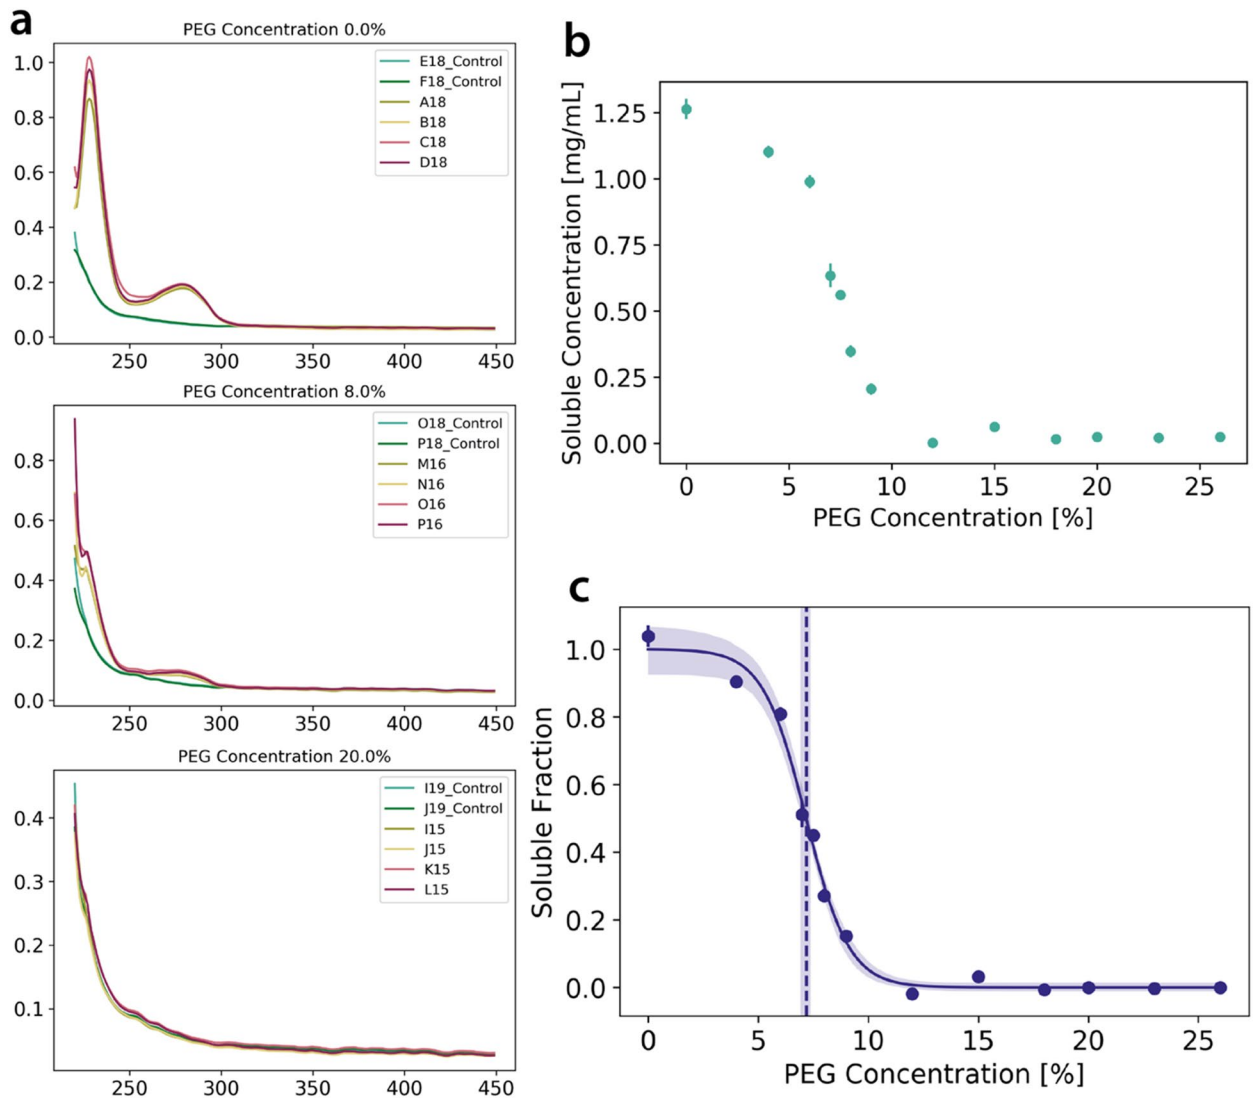 a
PEG Concentration 0.0%
1.0
0.8
0.6
0.4
0.2
0.0
E18_Control
F18_Control
A18
B18
C18
D18
250 300 350 400 450
PEG Concentration 8.0%
0.8
0.6
0.4
0.2
0.0
O18_Control
P18_Control
M16
N16
O16
P16
250 300 350 400 450
PEG Concentration 20.0%
0.4
0.3
0.2
0.1
I19_Control
J19_Control
I15
J15
K15
L15
250 300 350 400 450
b
Soluble Concentration [mg/mL]
1.25
1.00
0.75
0.50
0.25
0.00
0 5 10 15 20 25
PEG Concentration [%]
c
Soluble Fraction
1.0
0.8
0.6
0.4
0.2
0.0
0 5 10 15 20 25
PEG Concentration [%]